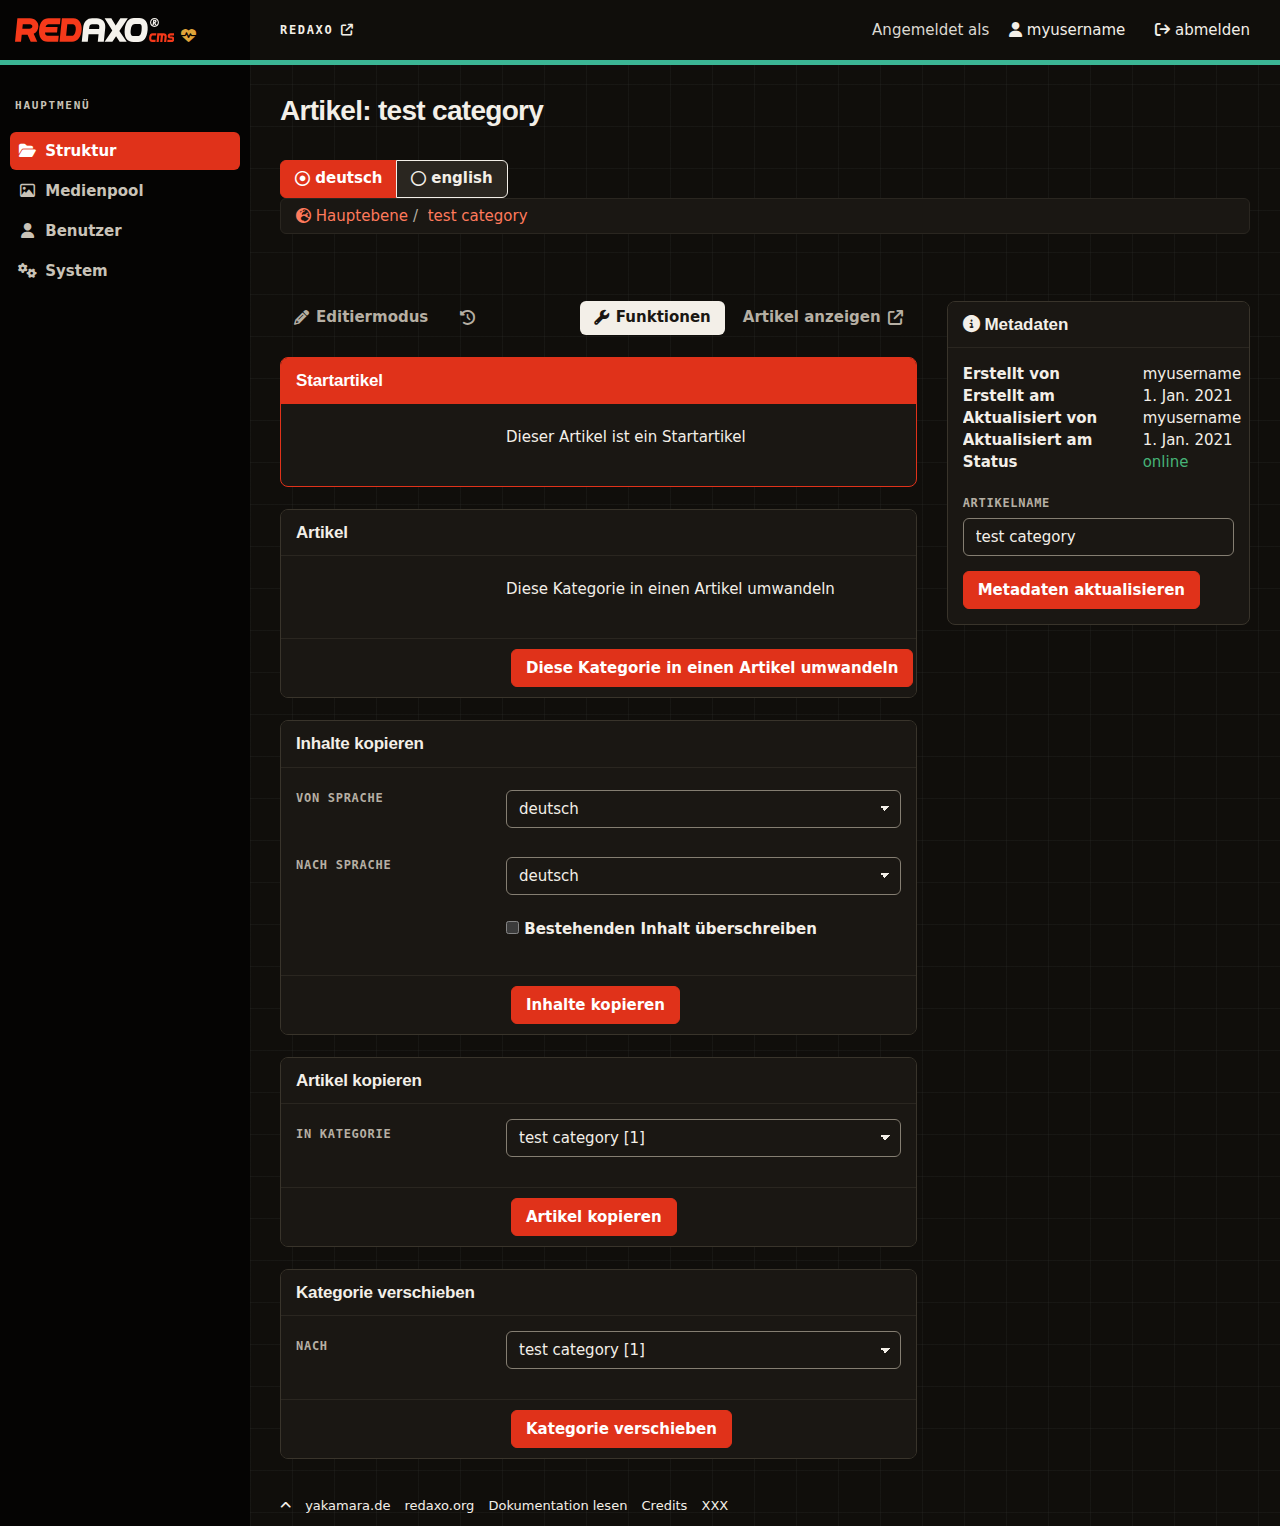 REDAXO® cms
REDAXO
Angemeldet als myusername abmelden
HAUPTMENÜ
Struktur
Medienpool
Benutzer
System
Artikel: test category
deutsch english
Hauptebene / test category
Editiermodus Funktionen Artikel anzeigen
Startartikel
Dieser Artikel ist ein Startartikel
Artikel
Diese Kategorie in einen Artikel umwandeln
Diese Kategorie in einen Artikel umwandeln
Inhalte kopieren
VON SPRACHE deutsch
NACH SPRACHE deutsch
Bestehenden Inhalt überschreiben
Inhalte kopieren
Artikel kopieren
IN KATEGORIE test category [1]
Artikel kopieren
Kategorie verschieben
NACH test category [1]
Kategorie verschieben
Metadaten
Erstellt von myusername
Erstellt am 1. Jan. 2021
Aktualisiert von myusername
Aktualisiert am 1. Jan. 2021
Status online
ARTIKELNAME
test category
Metadaten aktualisieren
yakamara.de redaxo.org Dokumentation lesen Credits XXX